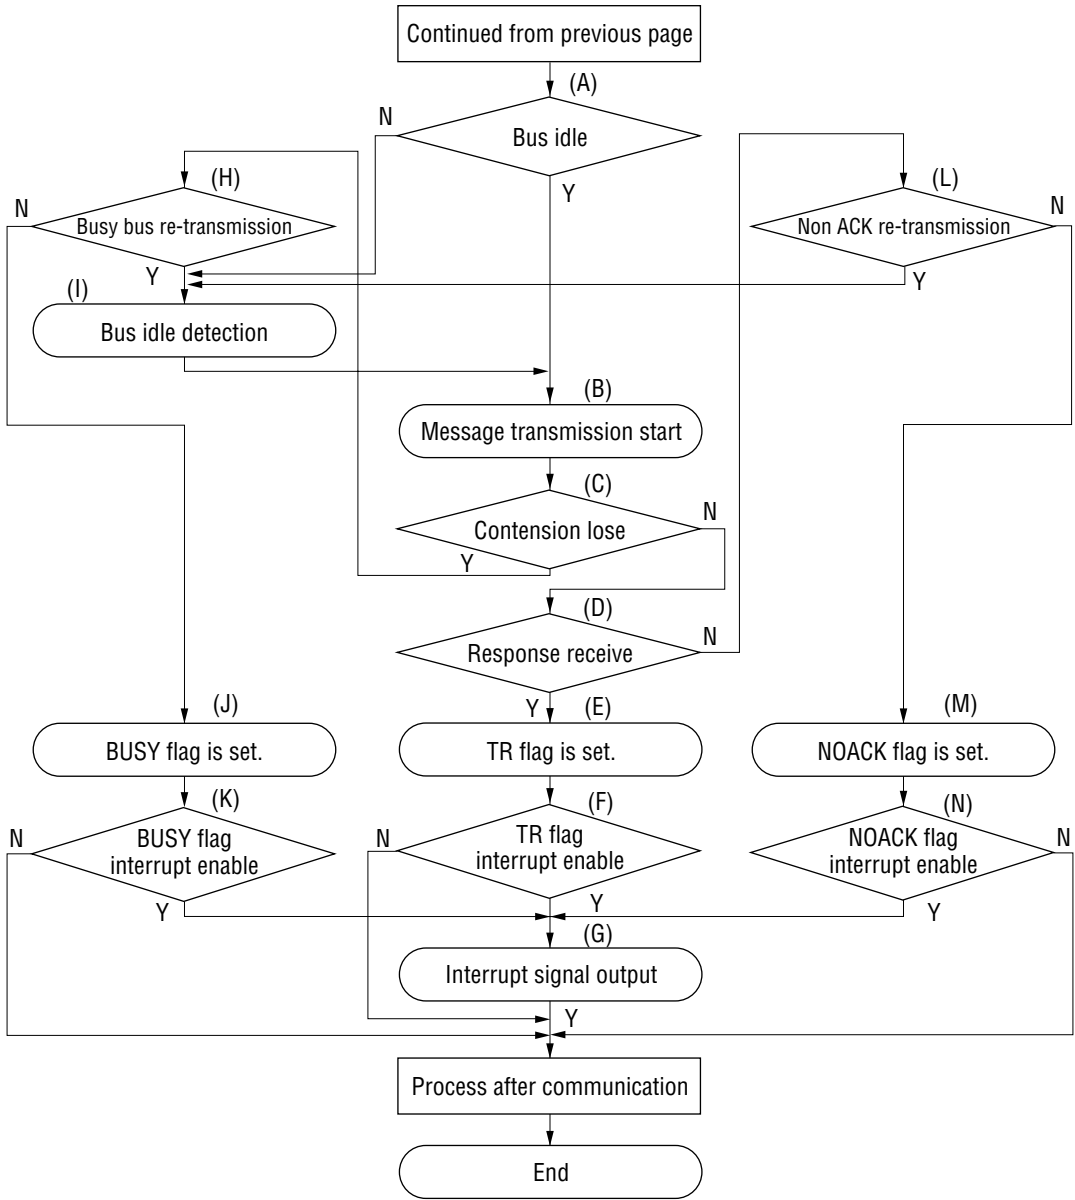 Continued from previous page
(A)
N
Bus idle
Y
(H)
N
Busy bus re-transmission
Y
(L)
N
Non ACK re-transmission
Y
(I)
Bus idle detection
(B)
Message transmission start
(C)
N
Contension lose
Y
(D)
N
Response receive
Y
(J)
BUSY flag is set.
(E)
TR flag is set.
(M)
NOACK flag is set.
(K)
N
BUSY flag
interrupt enable
Y
(F)
N
TR flag
interrupt enable
Y
(N)
N
NOACK flag
interrupt enable
Y
(G)
Interrupt signal output
Y
Process after communication
End